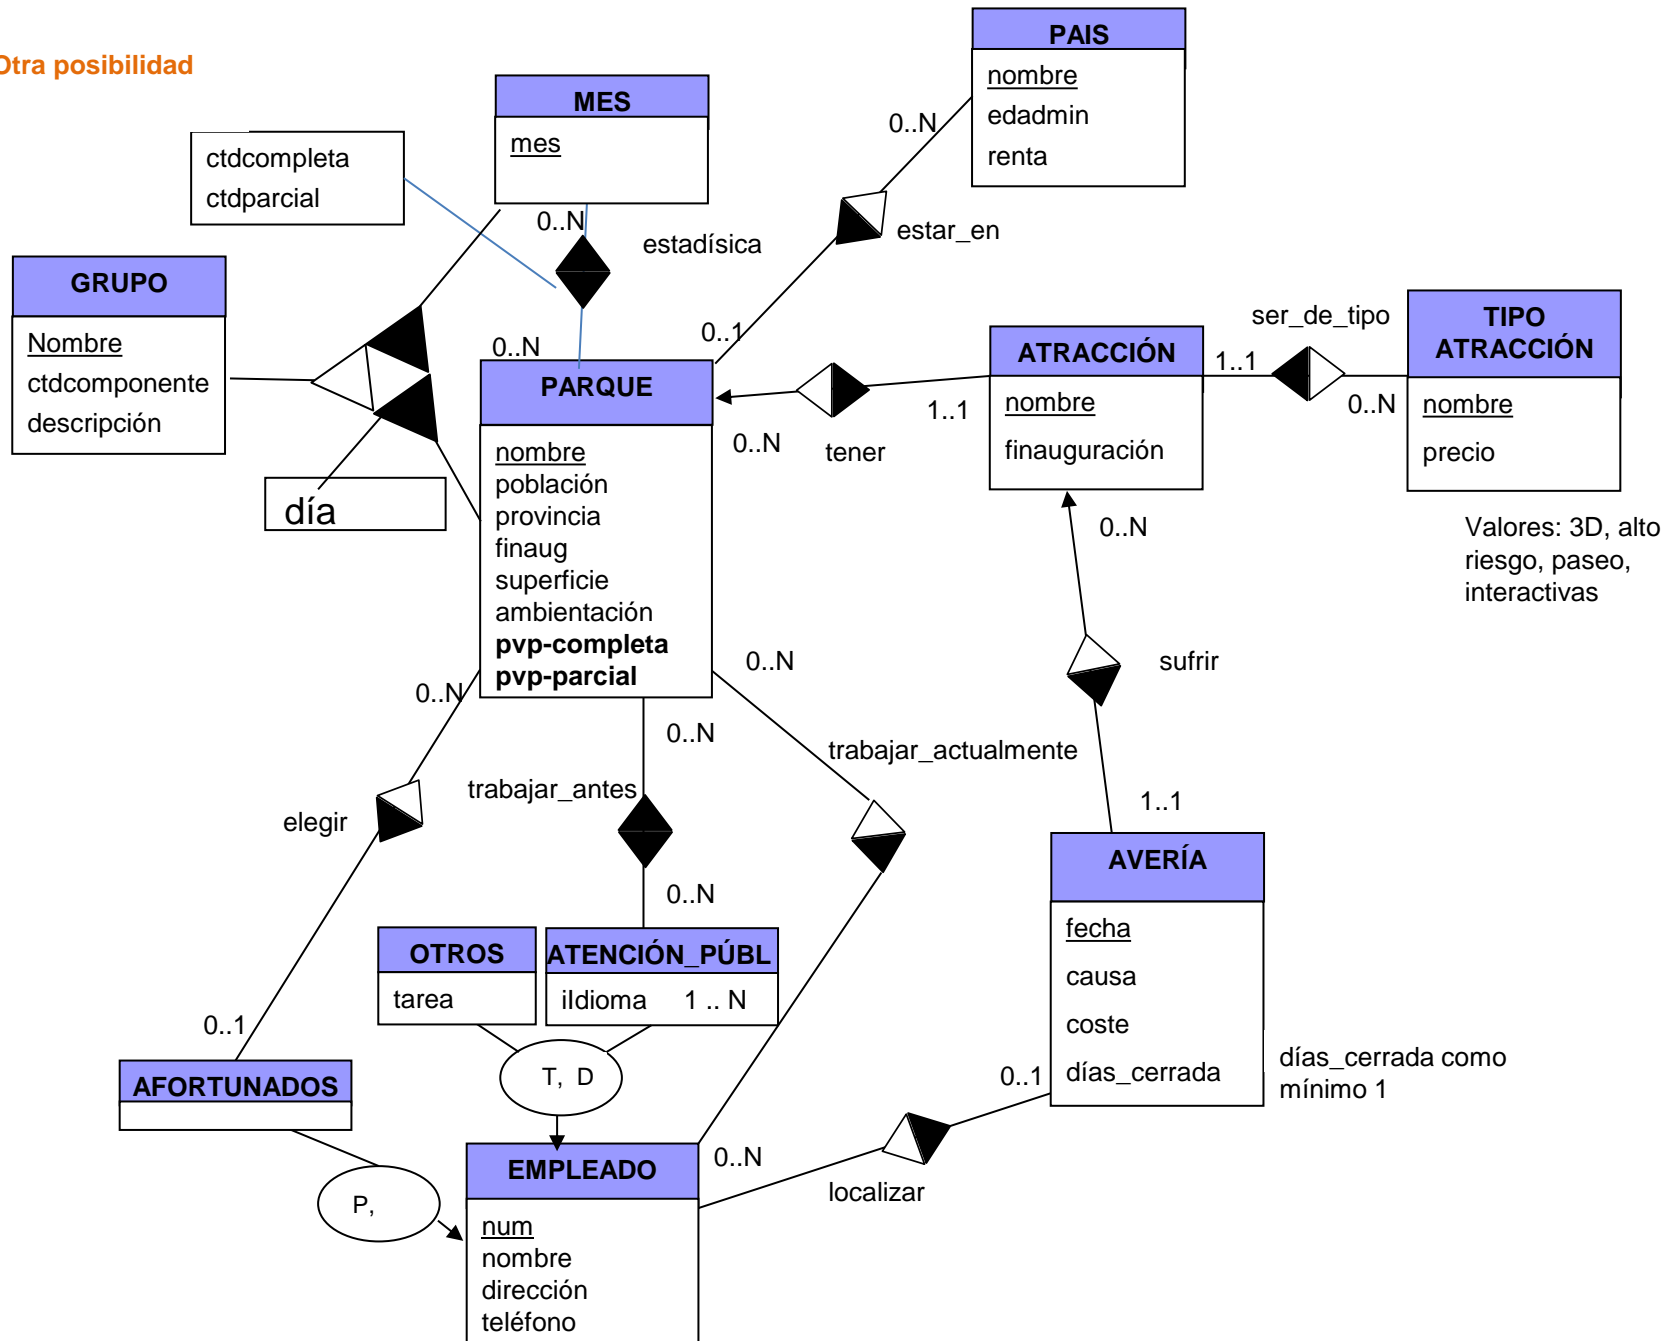 Otra posibilidad
PAIS
nombre
edadmin
renta
MES
mes
ctdcompleta
ctdparcial
0..N
0..N
estadísica
estar_en
GRUPO
Nombre
ctdcomponente
descripción
0..N
0..1
ser_de_tipo
TIPO
ATRACCIÓN
nombre
precio
ATRACCIÓN
nombre
finauguración
1..1
0..N
PARQUE
nombre
población
provincia
finaug
superficie
ambientación
pvp-completa
pvp-parcial
1..1
0..N
tener
día
0..N
Valores: 3D, alto
riesgo, paseo,
interactivas
sufrir
0..N
0..N
0..N
trabajar_actualmente
trabajar_antes
elegir
1..1
AVERÍA
fecha
causa
coste
días_cerrada
0..N
OTROS
tarea
ATENCIÓN_PÚBL
iIdioma 1 .. N
0..1
AFORTUNADOS
T, D
0..1
días_cerrada como
mínimo 1
EMPLEADO
num
nombre
dirección
teléfono
0..N
localizar
P,